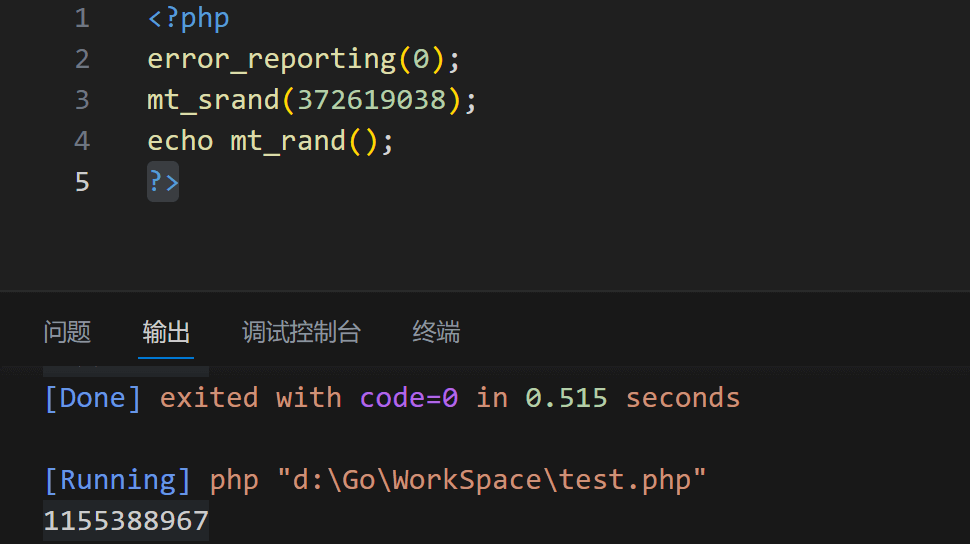 1 <?php
2 error_reporting(0);
3 mt_srand(372619038);
4 echo mt_rand();
5 ?>
问题 输出 调试控制台 终端
[Done] exited with code=0 in 0.515 seconds
[Running] php "d:\Go\WorkSpace\test.php"
1155388967